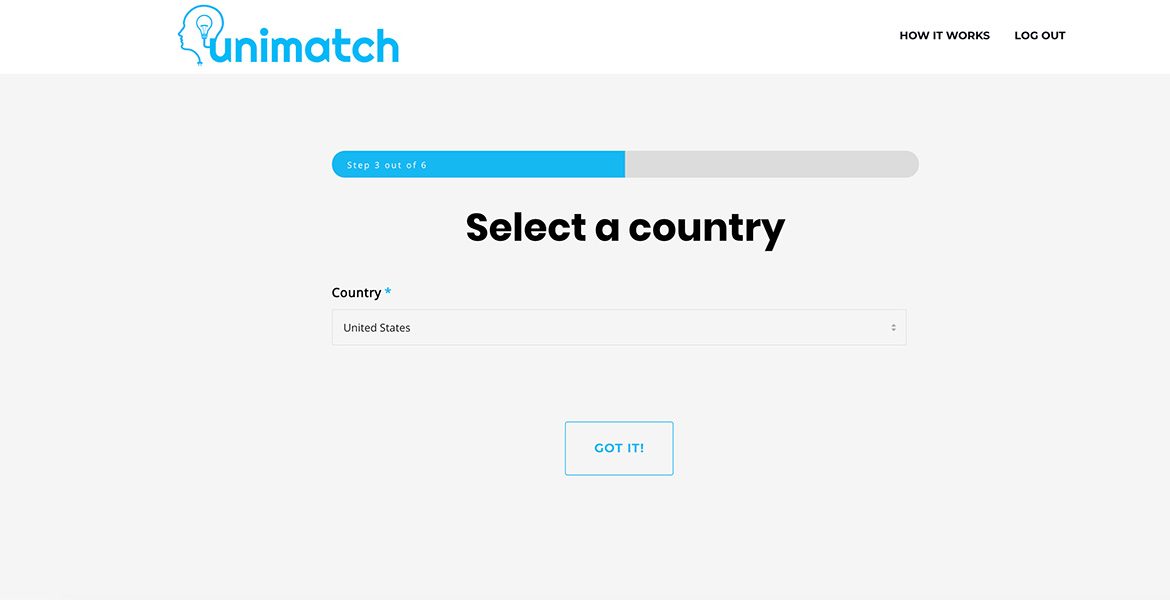 unimatch
HOW IT WORKS LOG OUT
Step 3 out of 6
Select a country
Country *
United States
GOT IT!